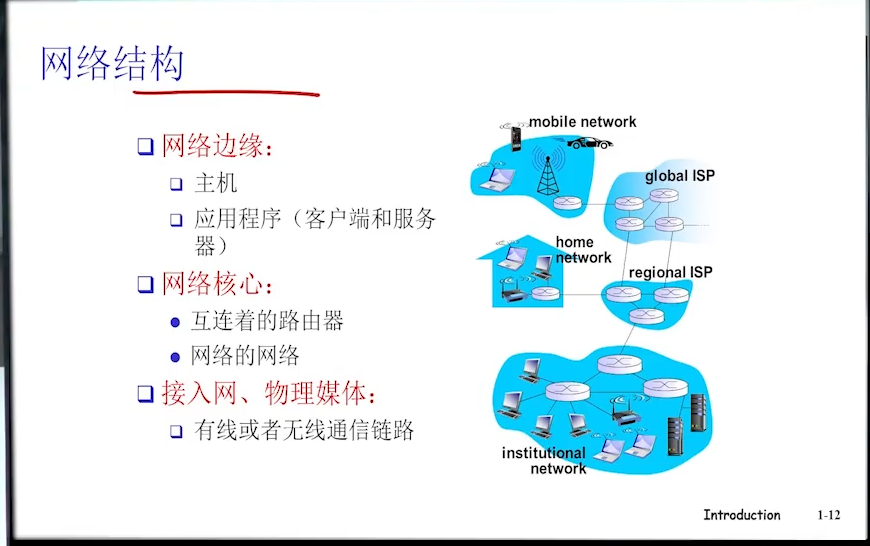 网络结构
网络边缘：
主机
应用程序（客户端和服务
器）
网络核心：
互连着的路由器
网络的网络
接入网、物理媒体：
有线或者无线通信链路
mobile network
global ISP
home
network
regional ISP
institutional
network
Introduction 1-12